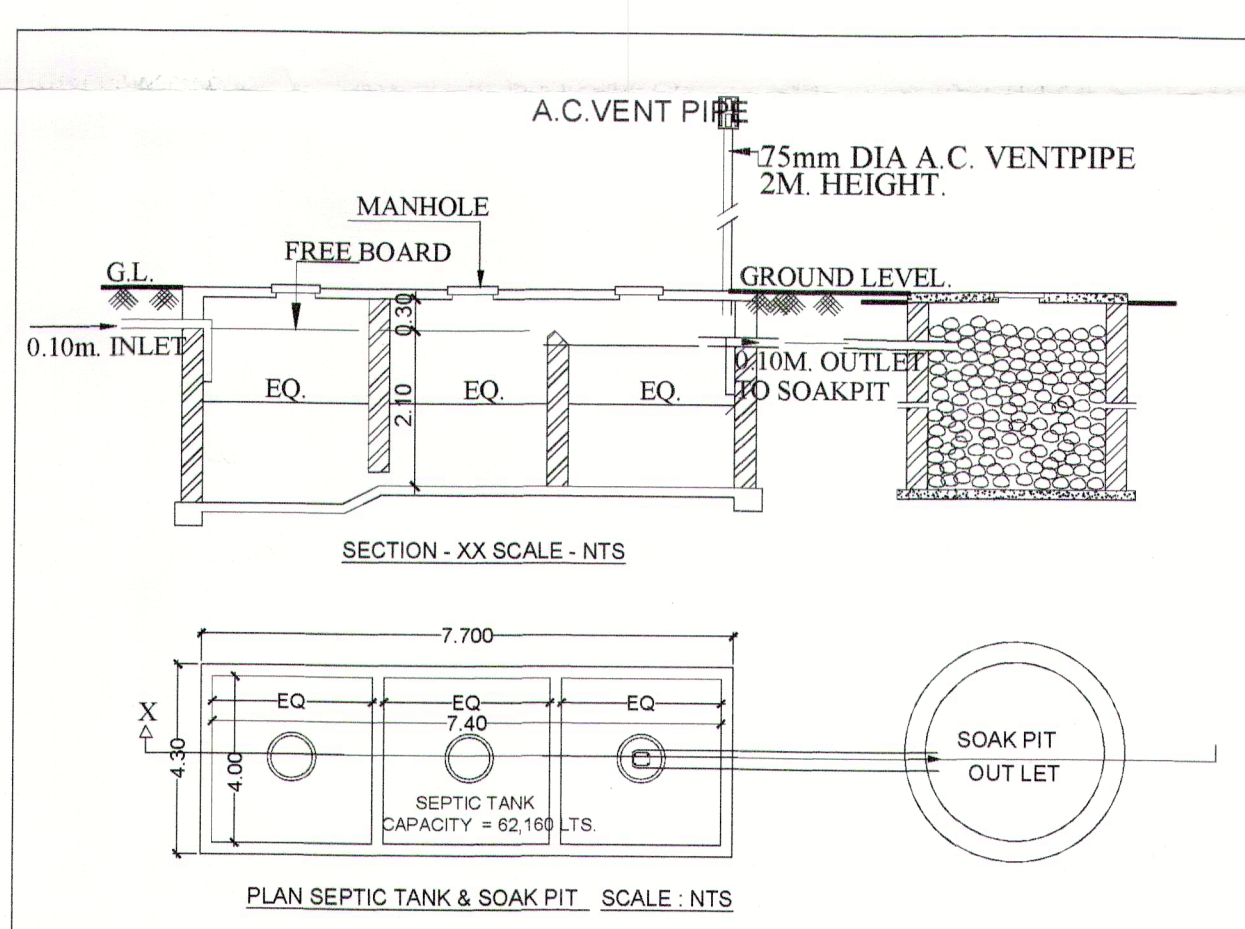 A.C.VENT PIPE
75mm DIA A.C. VENTPIPE
2M. HEIGHT.
MANHOLE
FREE BOARD
G.L.
GROUND LEVEL.
0.30
0.10m. INLET
0.10M. OUTLET
TO SOAKPIT
EQ.
EQ.
EQ.
2.10
SECTION - XX SCALE - NTS
7.700
EQ
EQ
EQ
7.40
X
4.30
4.00
SOAK PIT
OUT LET
SEPTIC TANK
CAPACITY = 62,160 LTS.
PLAN SEPTIC TANK & SOAK PIT SCALE : NTS